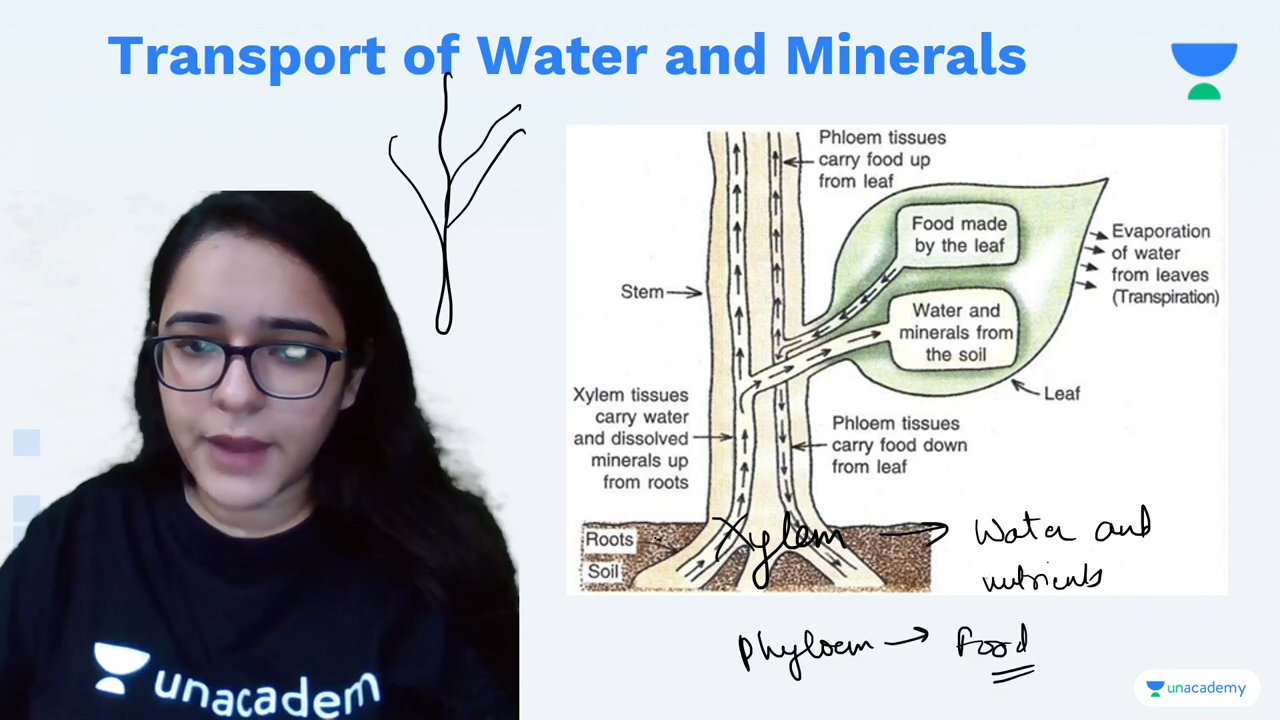 Transport of Water and Minerals
Phloem tissues
carry food up
from leaf
Food made
by the leaf
Evaporation
of water
from leaves
(Transpiration)
Stem
Water and
minerals from
the soil
Leaf
Xylem tissues
carry water
and dissolved
minerals up
from roots
Phloem tissues
carry food down
from leaf
Roots
Soil
Xylem → Water and
nutrients
Phyloem → Food
unacademy
unacademy